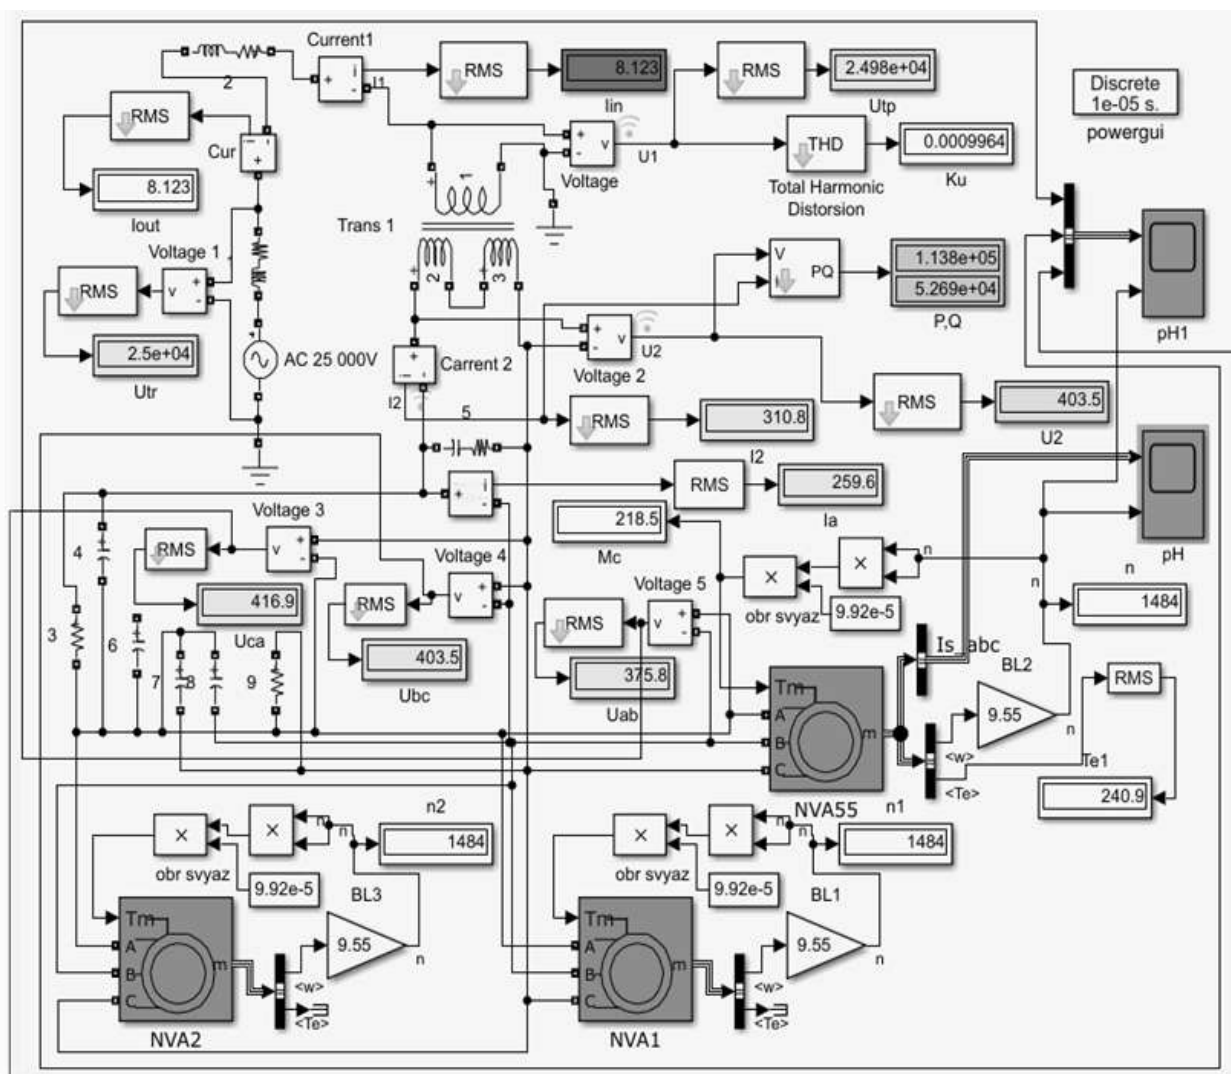 Current1
RMS
8.123
Iin
RMS
2.498e+04
Utp
Discrete
1e-05 s.
powergui
2
i
I1
RMS
Cur
8.123
Iout
v
U1
Voltage
THD
Total Harmonic
Distorsion
0.0009964
Ku
1
Trans 1
2
3
Voltage 1
RMS
v
2.5e+04
Utr
AC 25 000V
V
PQ
1.138e+05
5.269e+04
P,Q
pH1
v
U2
Voltage 2
Carrent 2
I2
5
RMS
310.8
I2
RMS
403.5
U2
i
RMS
259.6
Ia
pH
4
Voltage 3
RMS
v
416.9
Uca
Voltage 4
RMS
v
403.5
Ubc
218.5
Mc
Voltage 5
RMS
v
375.8
Uab
×
×
n
obr svyaz
9.92e-5
n
n
1484
3
6
7
8
9
Is_abc
BL2
RMS
Tm
A
B
C
m
NVA55
9.55
n
<w>
<Te>
Te1
240.9
×
×
n
n
n2
1484
obr svyaz
9.92e-5
BL3
Tm
A
B
C
m
NVA2
9.55
n
<w>
<Te>
×
×
n
n
n1
1484
obr svyaz
9.92e-5
BL1
Tm
A
B
C
m
NVA1
9.55
n
<w>
<Te>